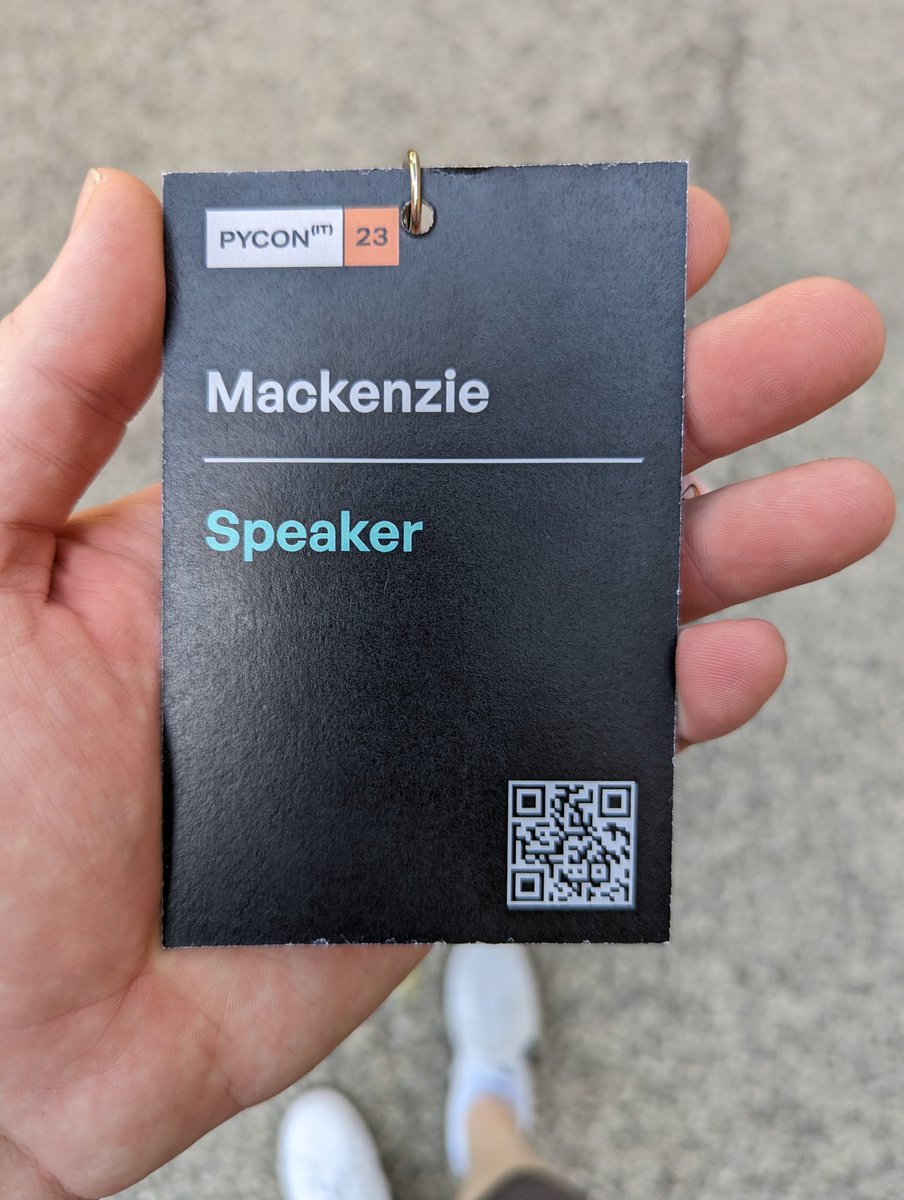 PYCON(IT) 23
Mackenzie
Speaker